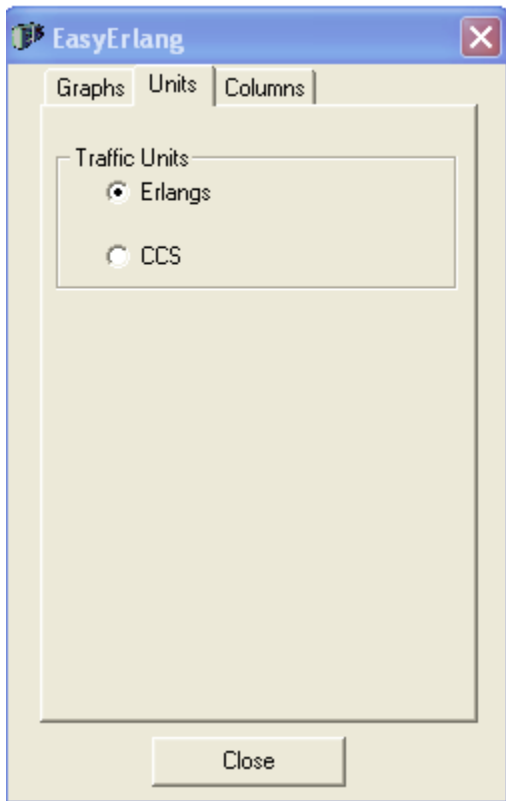 EasyErlang
Graphs Units Columns
Traffic Units
Erlangs
CCS
Close